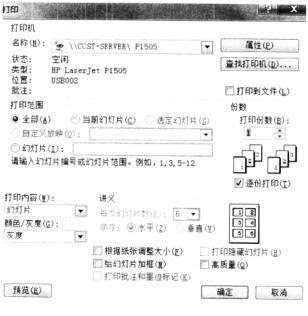 打印
打印机
名称(N): \\CCST-SERVER\ P1505
属性(P)
状态: 空闲
类型: HP LaserJet P1505
位置: USB003
批注:
查找打印机(D)...
打印到文件(L)
打印范围
全部(A) 当前幻灯片(C) 选定幻灯片(S)
自定义放映(O):
幻灯片(I):
请输入幻灯片编号或幻灯片范围。例如, 1,3,5-12
份数
打印份数(B):
1
逐份打印(T)
打印内容(W):
幻灯片
颜色/灰度(G):
灰度
讲义
每页幻灯片数(R): 6
顺序: 水平(Z) 垂直(V)
根据纸张调整大小(F) 打印隐藏幻灯片(H)
给幻灯片加框(M) 高质量(Q)
打印批注和墨迹标记(K)
预览(E) 确定 取消